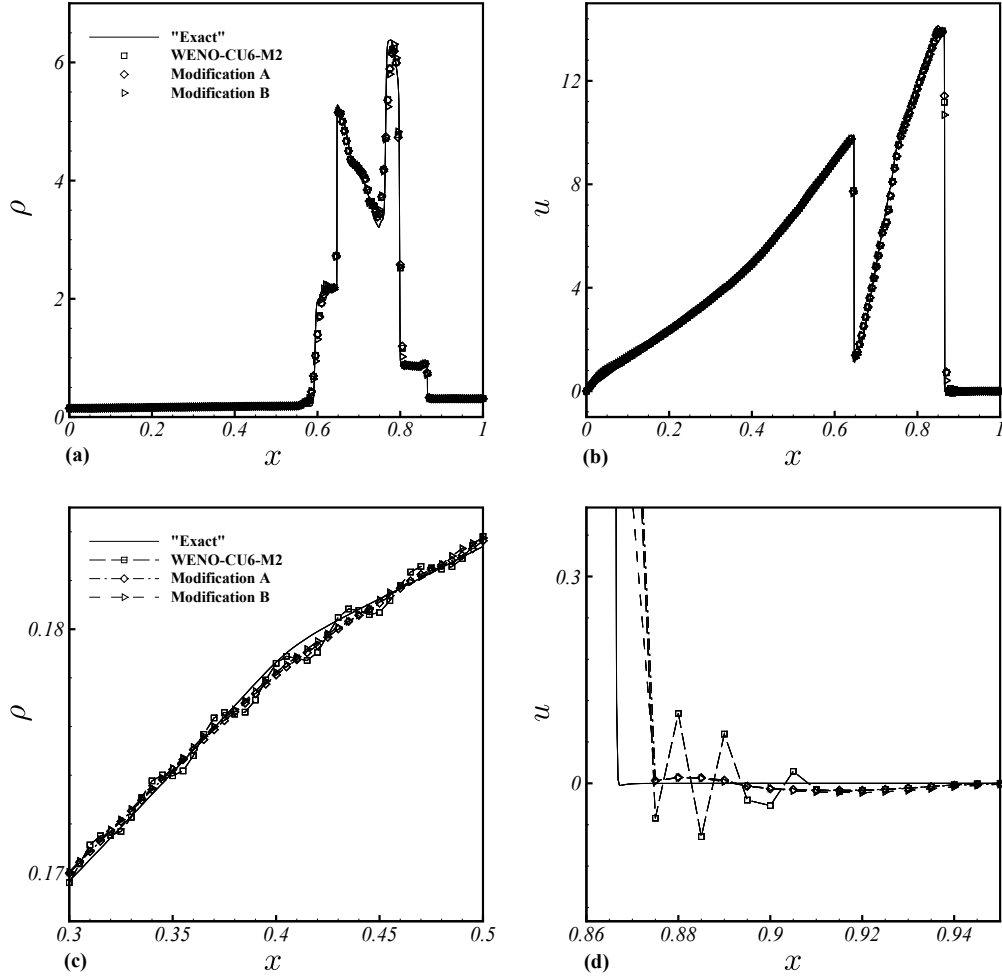 "Exact"
WENO-CU6-M2
Modification A
Modification B
ρ
6
4
2
0
0 0.2 0.4 0.6 0.8 1
(a)
x
u
12
8
4
0
0 0.2 0.4 0.6 0.8 1
(b)
x
"Exact"
WENO-CU6-M2
Modification A
Modification B
ρ
0.18
0.17
0.3 0.35 0.4 0.45 0.5
(c)
x
u
0.3
0
0.86 0.88 0.9 0.92 0.94
(d)
x